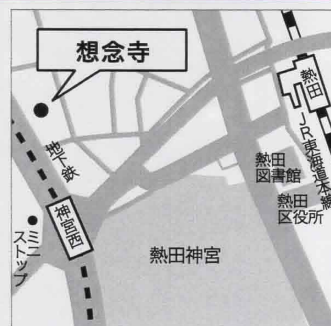 想念寺
地下鉄
神宮西
ミニ
ストップ
熱田神宮
熱田
図書館
熱田
区役所
熱田
JR東海道本線